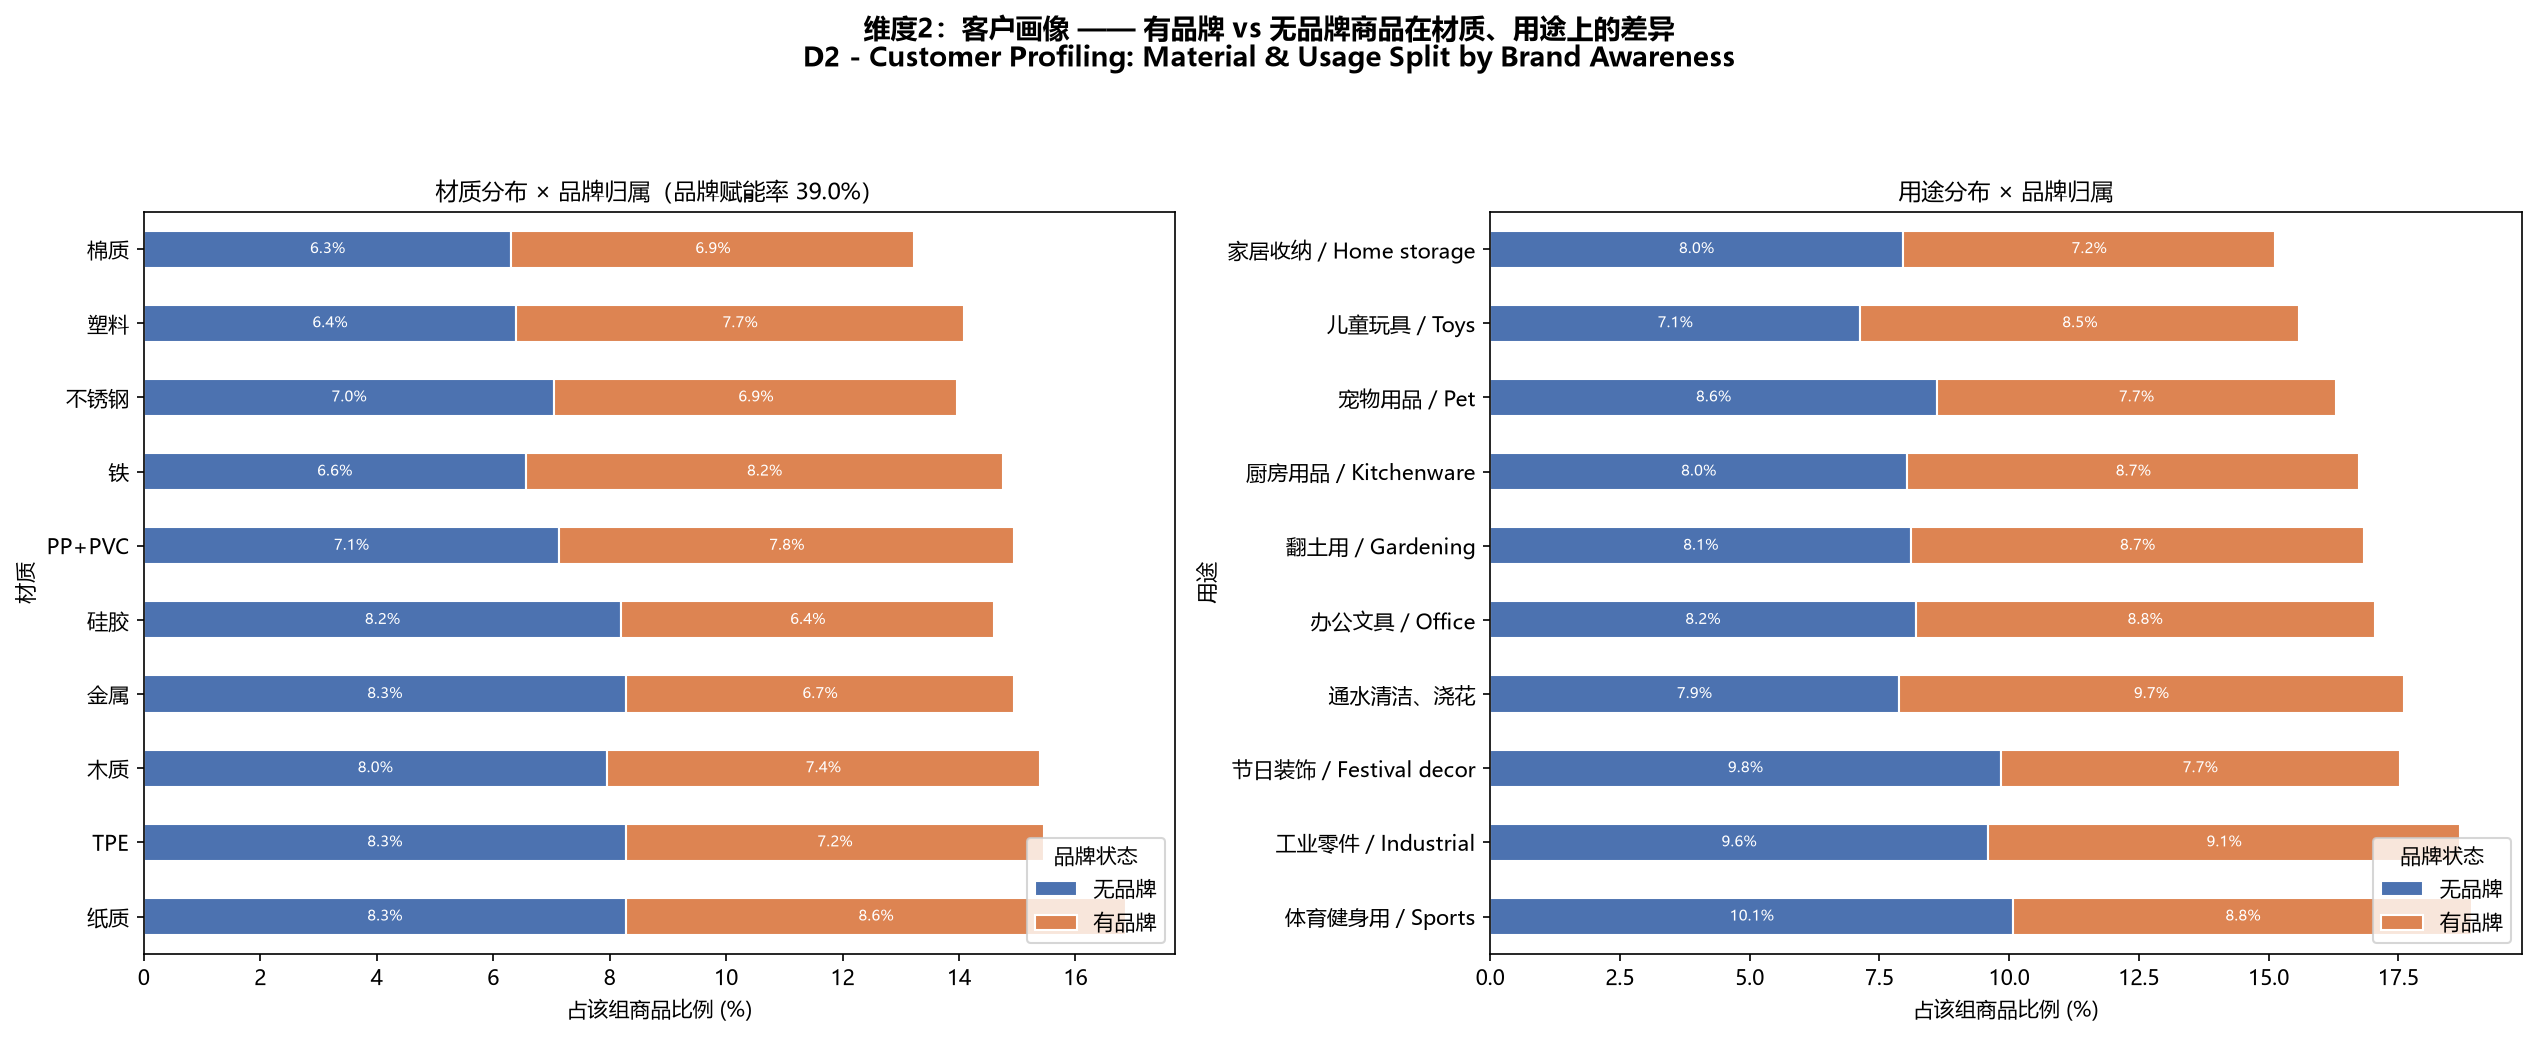 维度2：客户画像 —— 有品牌 vs 无品牌商品在材质、用途上的差异
D2 - Customer Profiling: Material & Usage Split by Brand Awareness
材质分布 × 品牌归属（品牌赋能率 39.0%）
材质
棉质 6.3% 6.9%
塑料 6.4% 7.7%
不锈钢 7.0% 6.9%
铁 6.6% 8.2%
PP+PVC 7.1% 7.8%
硅胶 8.2% 6.4%
金属 8.3% 6.7%
木质 8.0% 7.4%
TPE 8.3% 7.2%
纸质 8.3% 8.6%
品牌状态
无品牌
有品牌
0 2 4 6 8 10 12 14 16
占该组商品比例 (%)
用途分布 × 品牌归属
用途
家居收纳 / Home storage 8.0% 7.2%
儿童玩具 / Toys 7.1% 8.5%
宠物用品 / Pet 8.6% 7.7%
厨房用品 / Kitchenware 8.0% 8.7%
翻土用 / Gardening 8.1% 8.7%
办公文具 / Office 8.2% 8.8%
通水清洁、浇花 7.9% 9.7%
节日装饰 / Festival decor 9.8% 7.7%
工业零件 / Industrial 9.6% 9.1%
体育健身用 / Sports 10.1% 8.8%
品牌状态
无品牌
有品牌
0.0 2.5 5.0 7.5 10.0 12.5 15.0 17.5
占该组商品比例 (%)